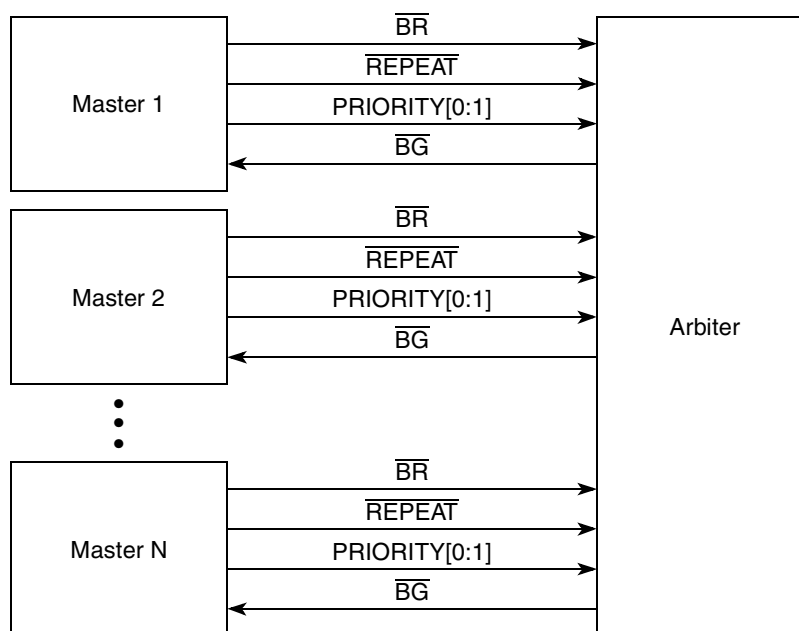 BR
REPEAT
Master 1
PRIORITY[0:1]
BG
BR
REPEAT
Master 2
PRIORITY[0:1]
BG
Arbiter
BR
REPEAT
Master N
PRIORITY[0:1]
BG